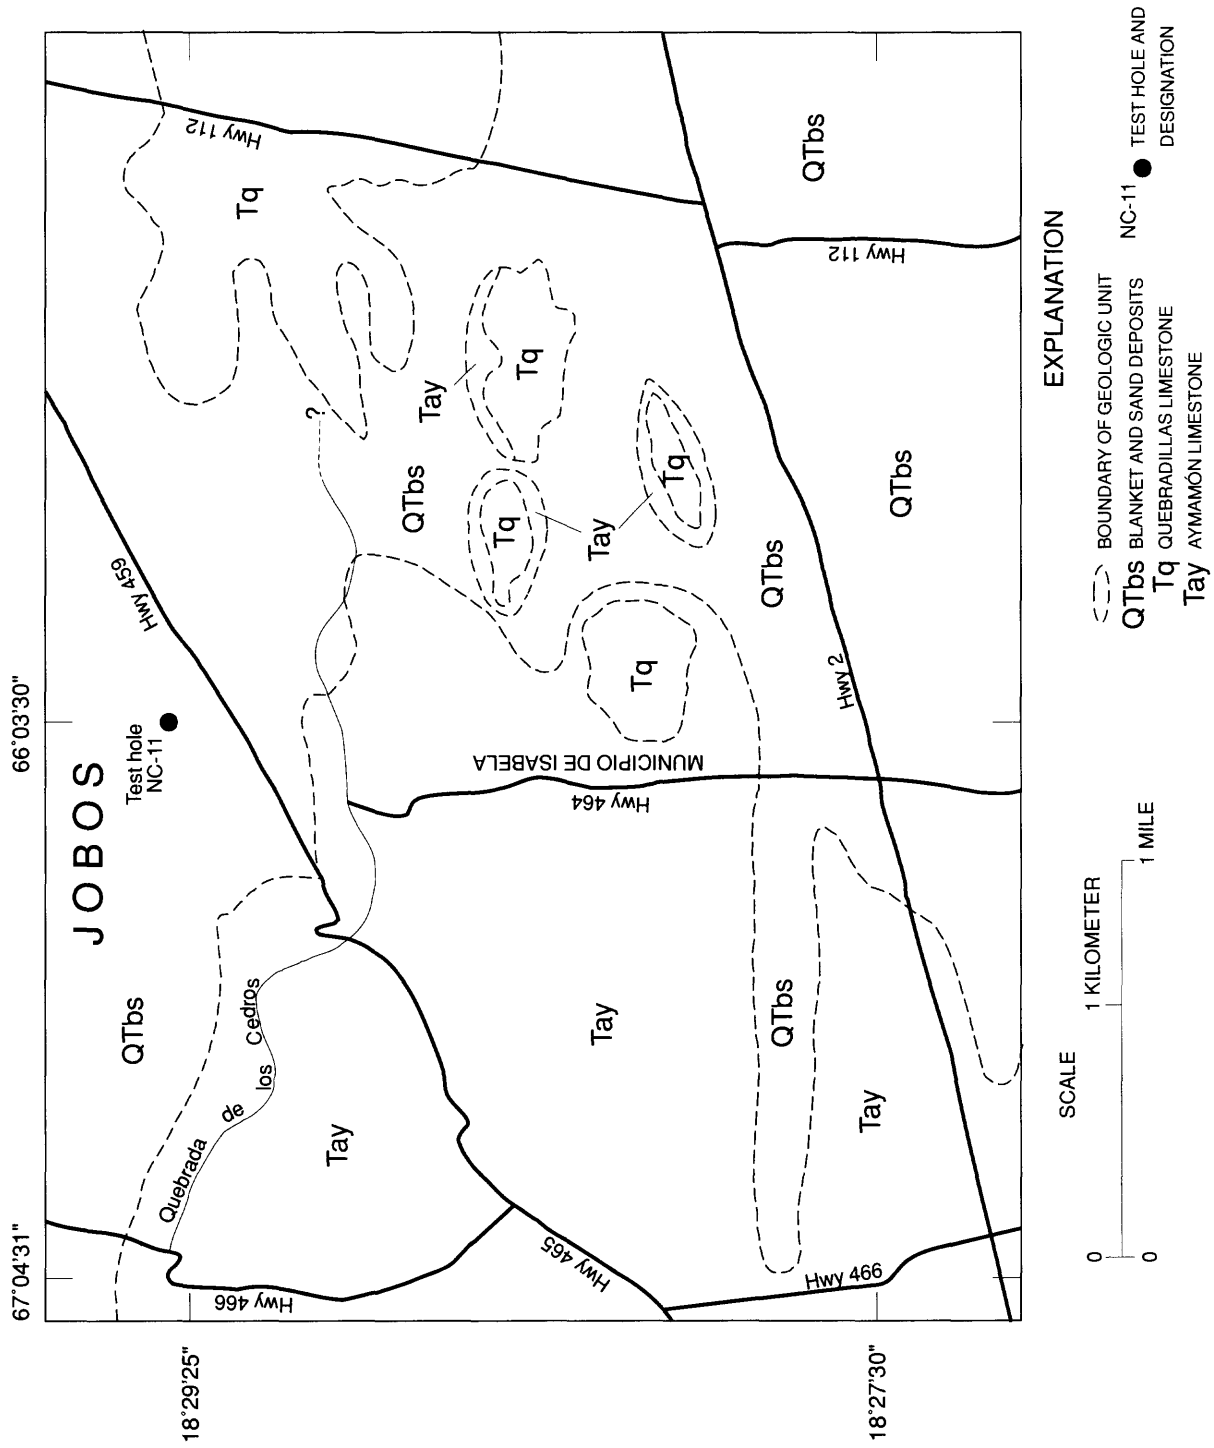 67°04'31"
66°03'30"
18°29'25"
18°27'30"
JOBOS
Test hole
NC-11
QTbs
Hwy 459
Hwy 112
Tq
Quebrada de los Cedros
Hwy 466
Tay
?
QTbs
Tay
Tq
Tq
Tay
Tq
Tq
MUNICIPIO DE ISABELA
Hwy 464
Hwy 465
Tay
QTbs
QTbs
Hwy 2
Hwy 112
QTbs
QTbs
Tay
Hwy 466
SCALE
0
1 KILOMETER
0
1 MILE
EXPLANATION
BOUNDARY OF GEOLOGIC UNIT
QTbs BLANKET AND SAND DEPOSITS
Tq QUEBRADILLAS LIMESTONE
Tay AYMAMÓN LIMESTONE
NC-11 TEST HOLE AND
DESIGNATION